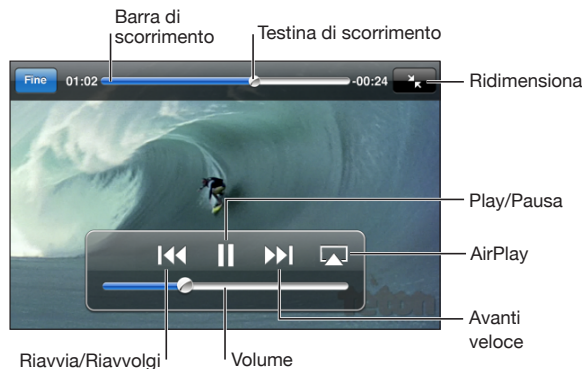 Barra di
scorrimento
Testina di scorrimento
Fine 01:02 -00:24
Ridimensiona
Play/Pausa
AirPlay
Avanti
veloce
Riavvia/Riavvolgi
Volume